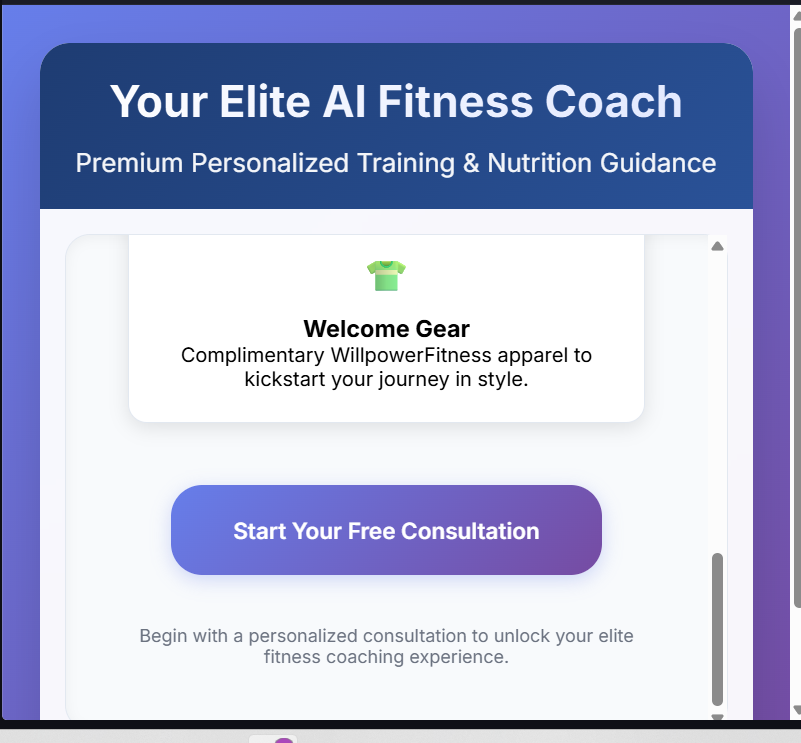 Your Elite AI Fitness Coach
Premium Personalized Training & Nutrition Guidance
Welcome Gear
Complimentary WillpowerFitness apparel to
kickstart your journey in style.
Start Your Free Consultation
Begin with a personalized consultation to unlock your elite
fitness coaching experience.